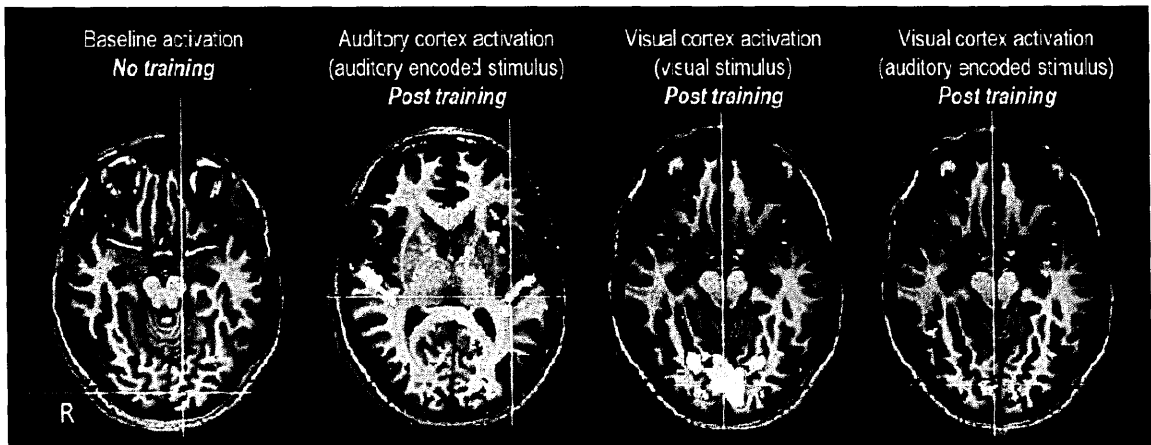 Baseline activation
No training
Auditory cortex activation
(auditory encoded stimulus)
Post training
Visual cortex activation
(visual stimulus)
Post training
Visual cortex activation
(auditory encoded stimulus)
Post training
R